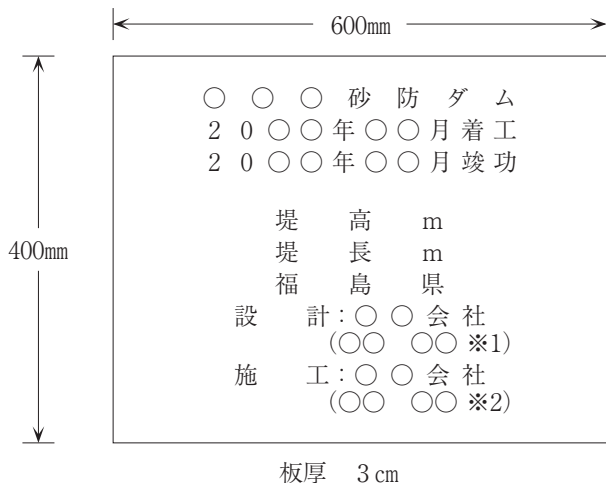 600mm
400mm
○ ○ ○ 砂 防 ダ ム
2 0 ○ ○ 年 ○ ○ 月 着 工
2 0 ○ ○ 年 ○ ○ 月 竣 功
堤 高 m
堤 長 m
福 島 県
設 計：○ ○ 会 社
(○○ ○○ ※1)
施 工：○ ○ 会 社
(○○ ○○ ※2)
板厚 3cm